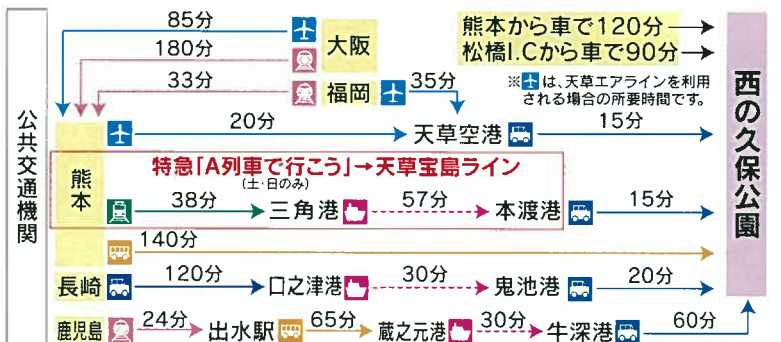 85分
大阪
180分
33分
福岡
35分
熊本から車で120分
松橋I.Cから車で90分
※は、天草エアラインを利用
される場合の所要時間です。
公共交通機関
熊本
20分
天草空港
15分
特急「A列車で行こう」→天草宝島ライン
(土・日のみ)
38分
三角港
57分
本渡港
15分
140分
長崎
120分
口之津港
30分
鬼池港
20分
鹿児島
24分
出水駅
65分
蔵之元港
30分
牛深港
60分
西の久保公園